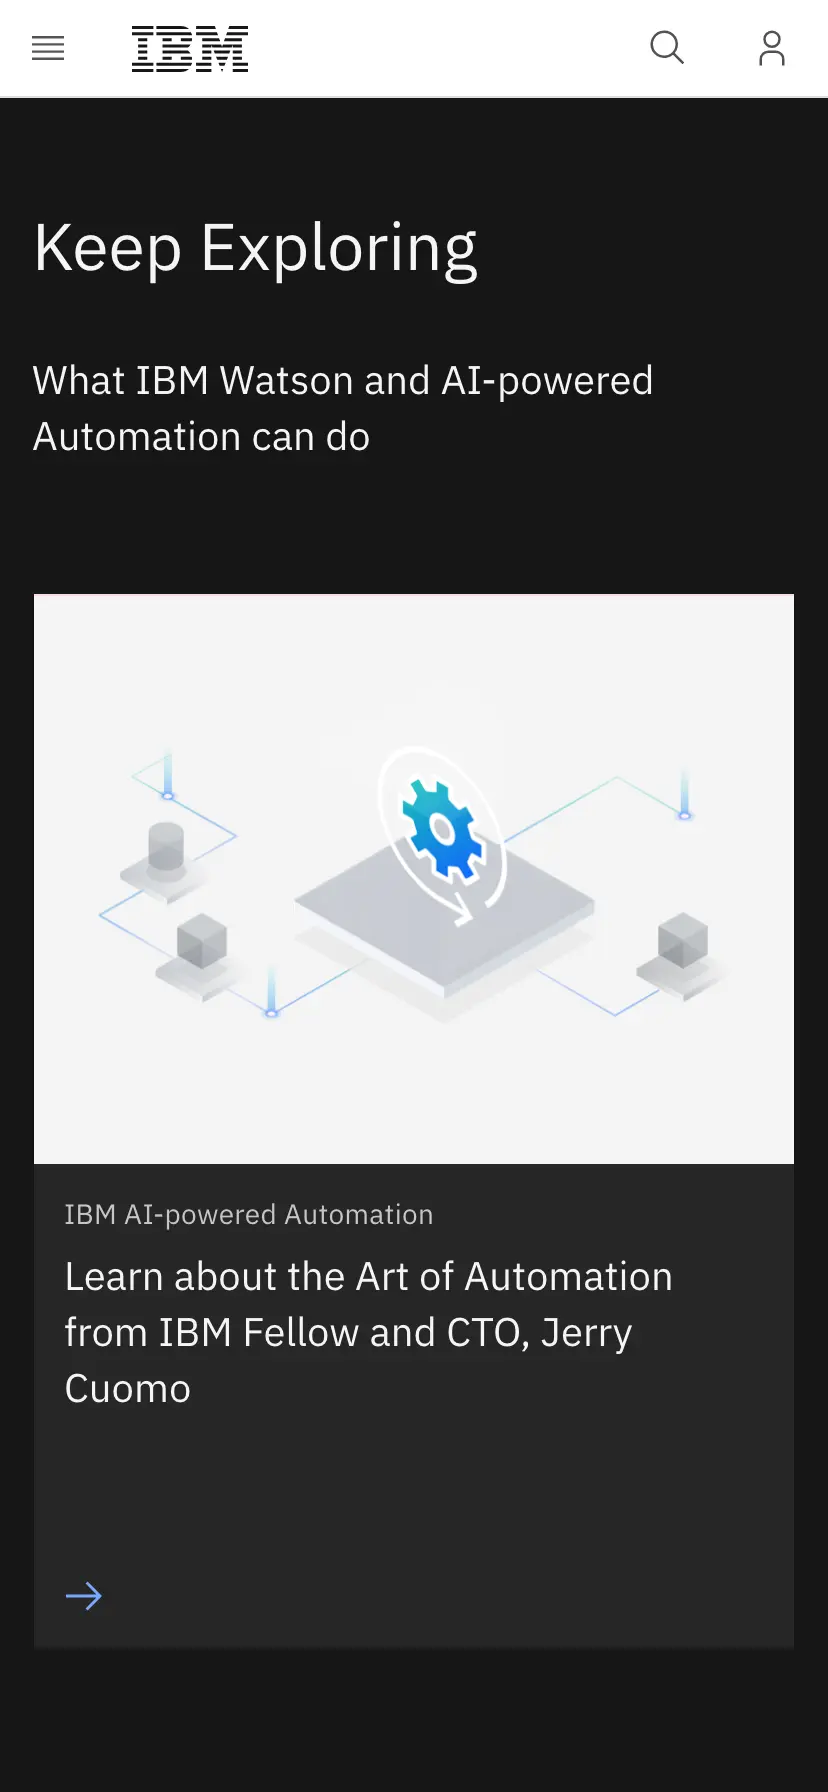 IBM
Keep Exploring
What IBM Watson and AI-powered
Automation can do
IBM AI-powered Automation
Learn about the Art of Automation
from IBM Fellow and CTO, Jerry
Cuomo